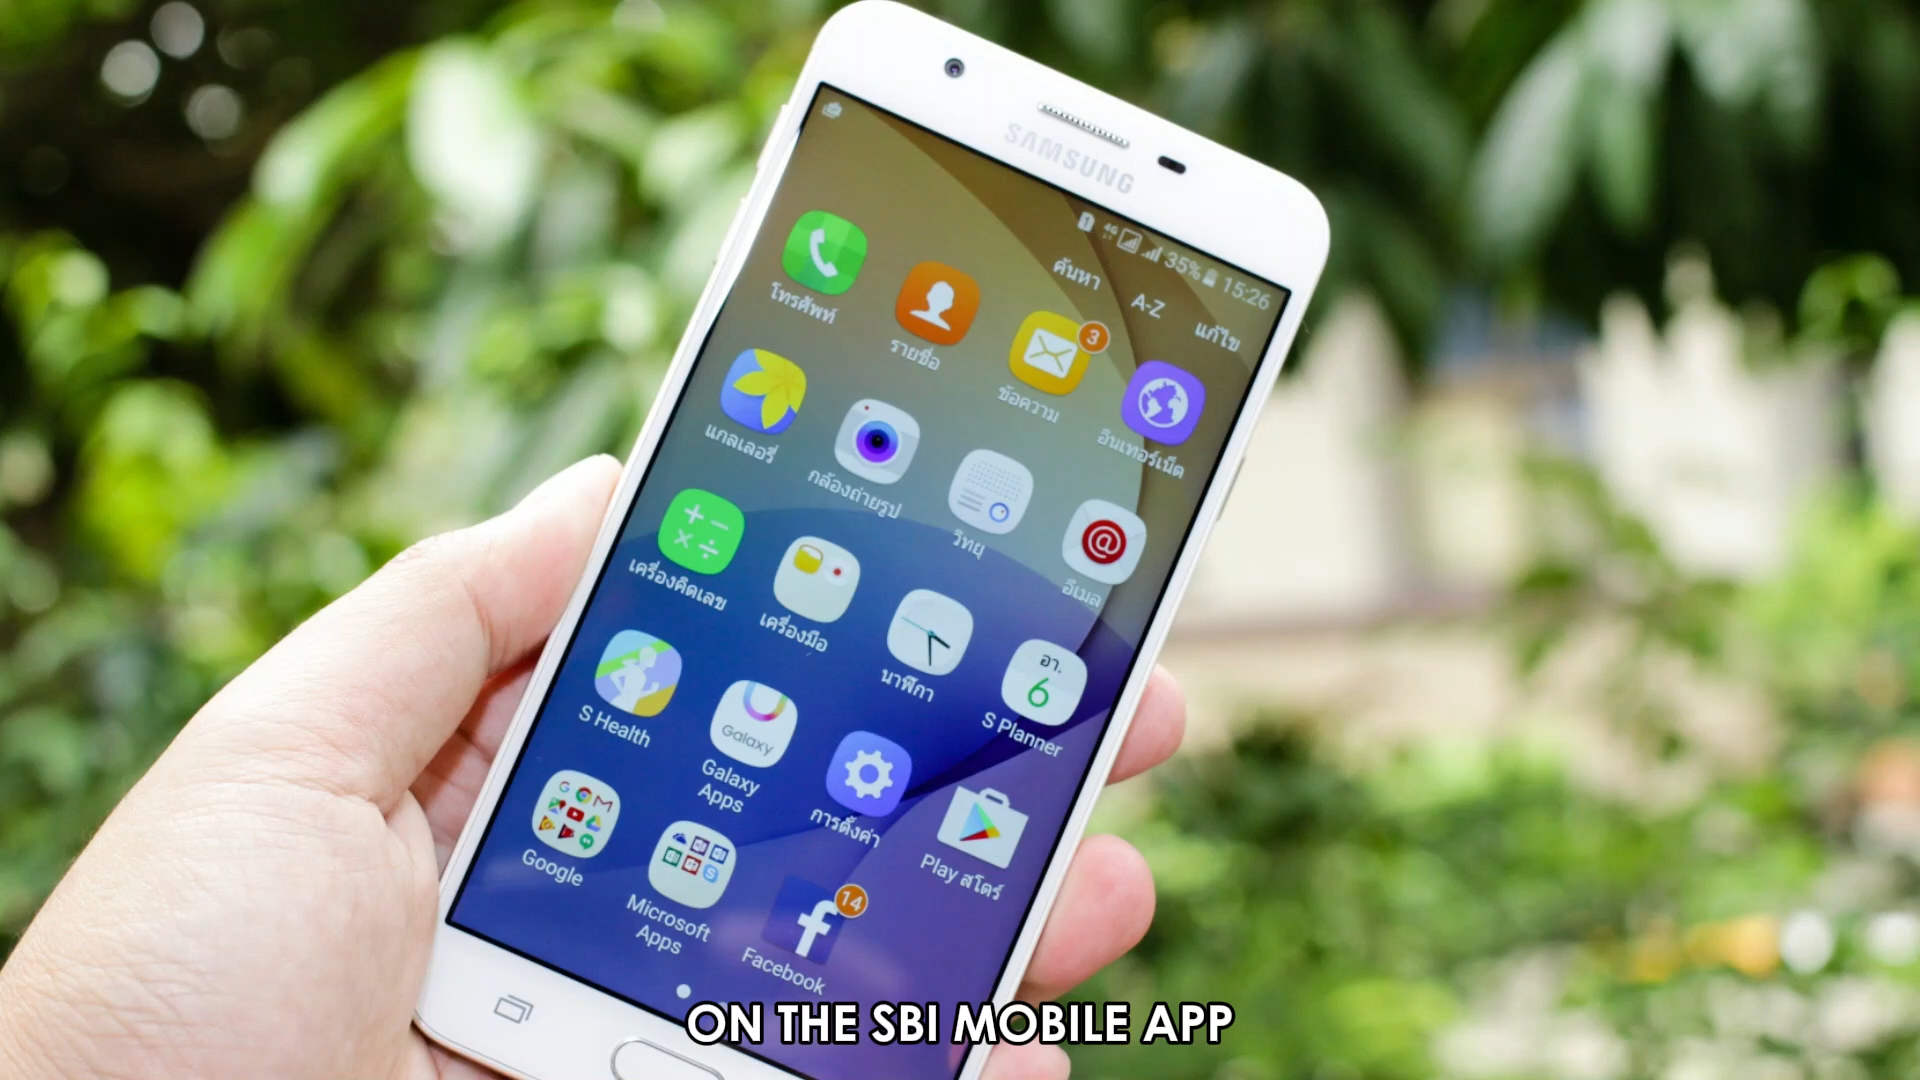 SAMSUNG
1 4G 35% 15:26
ค้นหา A-Z แก้ไข
โทรศัพท์
รายชื่อ
3
ข้อความ
อินเทอร์เน็ต
แกลเลอรี่
กล้องถ่ายรูป
วิทยุ
@
อีเมล
เครื่องคิดเลข
เครื่องมือ
นาฬิกา
อา.
6
S Planner
S Health
Galaxy
Galaxy
Apps
การตั้งค่า
Play สโตร์
Google
Microsoft
Apps
14
Facebook
ON THE SBI MOBILE APP